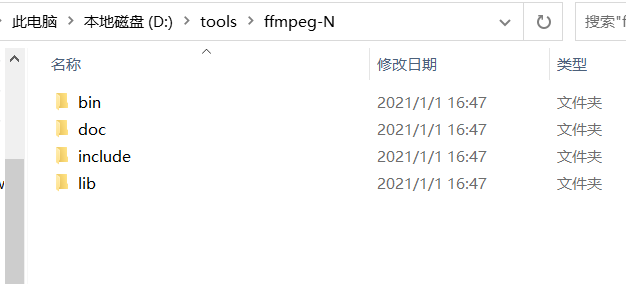 此电脑 > 本地磁盘 (D:) > tools > ffmpeg-N 搜索"f
名称 修改日期 类型
bin 2021/1/1 16:47 文件夹
doc 2021/1/1 16:47 文件夹
include 2021/1/1 16:47 文件夹
lib 2021/1/1 16:47 文件夹